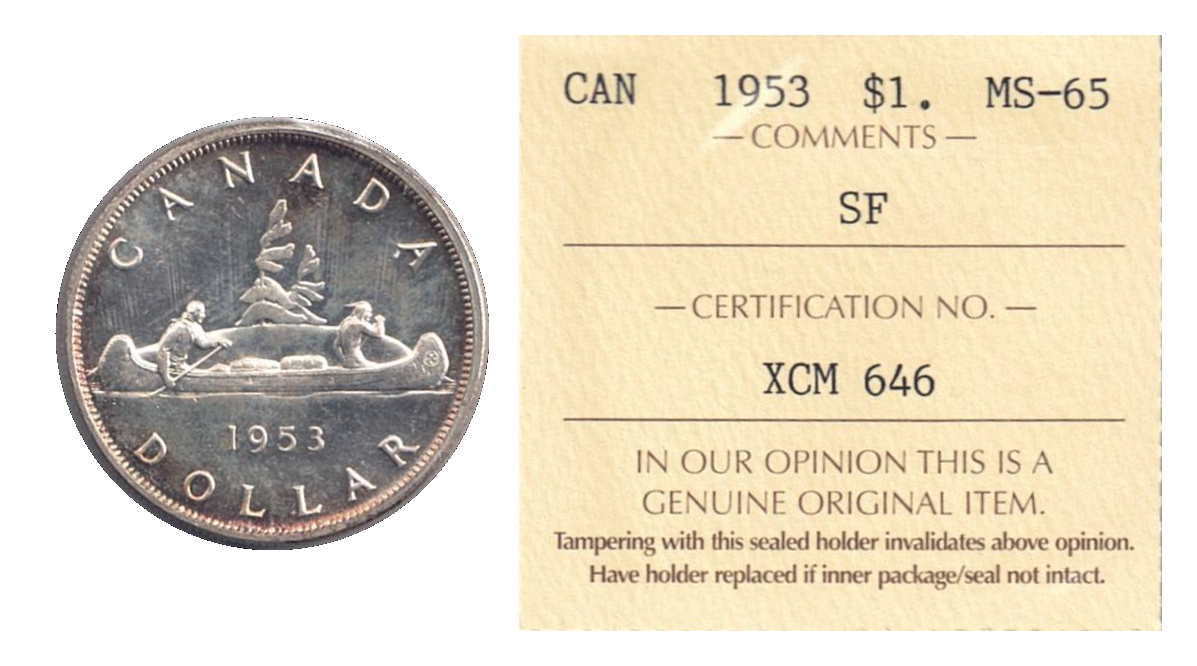 CANADA
1953
DOLLAR
CAN 1953 $1. MS-65
— COMMENTS —
SF
— CERTIFICATION NO. —
XCM 646
IN OUR OPINION THIS IS A
GENUINE ORIGINAL ITEM.
Tampering with this sealed holder invalidates above opinion.
Have holder replaced if inner package/seal not intact.